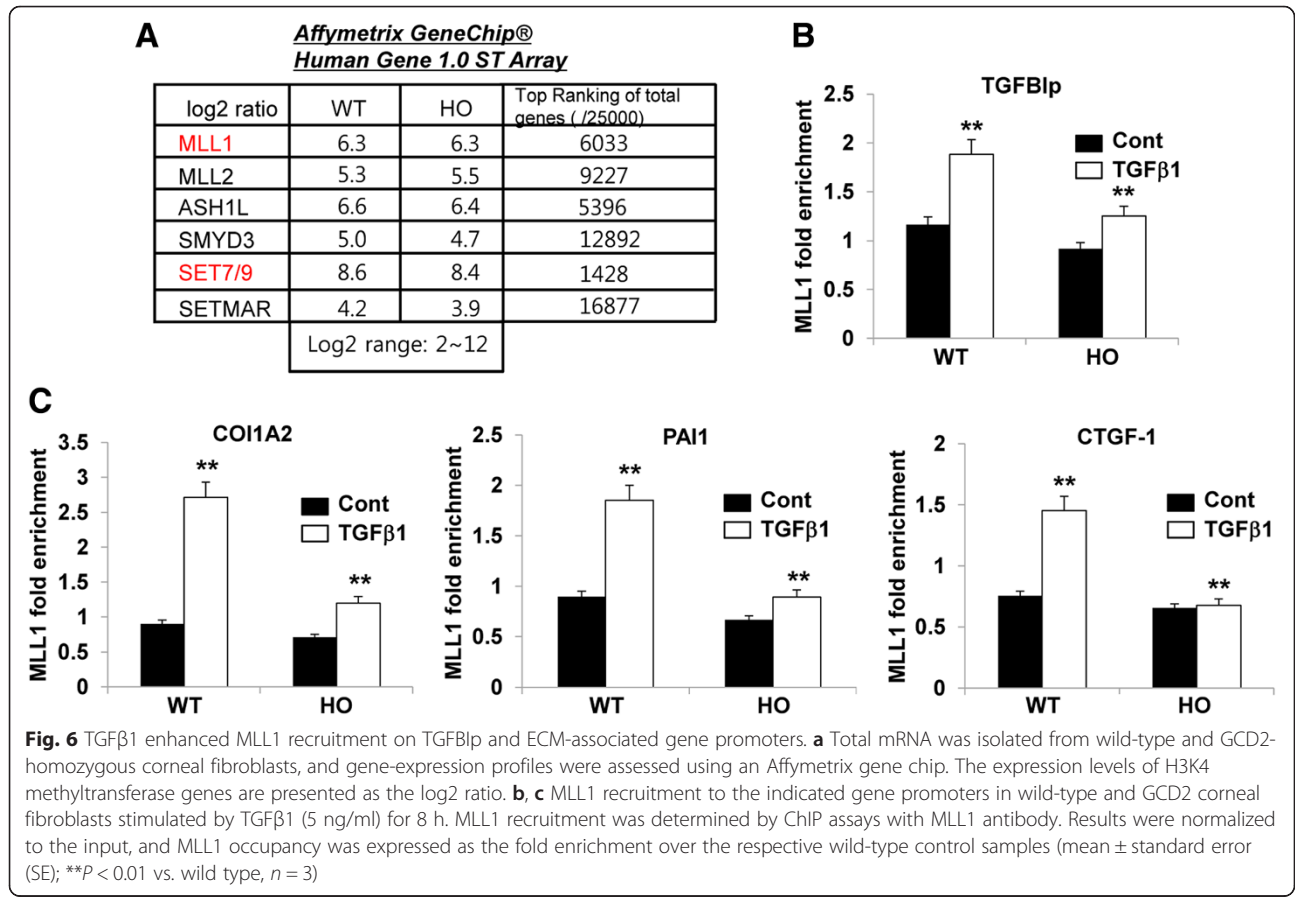 A
Affymetrix GeneChip®
Human Gene 1.0 ST Array
log2 ratio WT HO Top Ranking of total genes ( /25000)
MLL1 6.3 6.3 6033
MLL2 5.3 5.5 9227
ASH1L 6.6 6.4 5396
SMYD3 5.0 4.7 12892
SET7/9 8.6 8.4 1428
SETMAR 4.2 3.9 16877
Log2 range: 2~12
B
TGFBIp
MLL1 fold enrichment
2.5
2
1.5
1
0.5
0
**
**
Cont
TGFβ1
WT HO
C
COl1A2
MLL1 fold enrichment
3.5
3
2.5
2
1.5
1
0.5
0
**
**
Cont
TGFβ1
WT HO
PAI1
MLL1 fold enrichment
2.5
2
1.5
1
0.5
0
**
**
Cont
TGFβ1
WT HO
CTGF-1
MLL1 fold enrichment
2
1.5
1
0.5
0
**
**
Cont
TGFβ1
WT HO
Fig. 6 TGFβ1 enhanced MLL1 recruitment on TGFBIp and ECM-associated gene promoters. a Total mRNA was isolated from wild-type and GCD2-
homozygous corneal fibroblasts, and gene-expression profiles were assessed using an Affymetrix gene chip. The expression levels of H3K4
methyltransferase genes are presented as the log2 ratio. b, c MLL1 recruitment to the indicated gene promoters in wild-type and GCD2 corneal
fibroblasts stimulated by TGFβ1 (5 ng/ml) for 8 h. MLL1 recruitment was determined by ChIP assays with MLL1 antibody. Results were normalized
to the input, and MLL1 occupancy was expressed as the fold enrichment over the respective wild-type control samples (mean ± standard error
(SE); **P < 0.01 vs. wild type, n = 3)